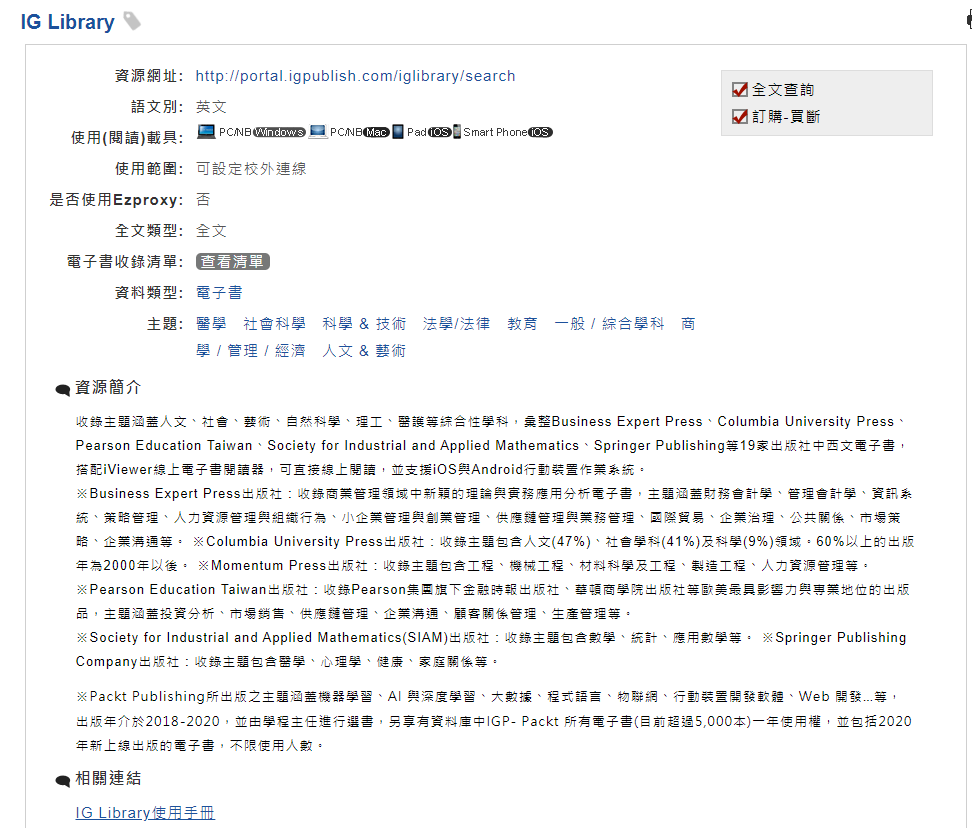 IG Library
資源網址: http://portal.igpublish.com/iglibrary/search
全文查詢
語文別: 英文
訂購-買斷
使用(閱讀)載具: PC/NB Windows PC/NB Mac Pad iOS Smart Phone iOS
使用範圍: 可設定校外連線
是否使用Ezproxy: 否
全文類型: 全文
電子書收錄清單: 查看清單
資料類型: 電子書
主題: 醫學 社會科學 科學 & 技術 法學/法律 教育 一般 / 綜合學科 商
學 / 管理 / 經濟 人文 & 藝術
資源簡介
收錄主題涵蓋人文、社會、藝術、自然科學、理工、醫護等綜合性學科，彙整Business Expert Press、Columbia University Press、
Pearson Education Taiwan、Society for Industrial and Applied Mathematics、Springer Publishing等19家出版社中西文電子書，
搭配iViewer線上電子書閱讀器，可直接線上閱讀，並支援iOS與Android行動裝置作業系統。
※Business Expert Press出版社：收錄商業管理領域中新穎的理論與實務應用分析電子書，主題涵蓋財務會計學、管理會計學、資訊系
統、策略管理、人力資源管理與組織行為、小企業管理與創業管理、供應鏈管理與業務管理、國際貿易、企業治理、公共關係、市場策
略、企業溝通等。 ※Columbia University Press出版社：收錄主題包含人文(47%)、社會學科(41%)及科學(9%)領域。60%以上的出版
年為2000年以後。 ※Momentum Press出版社：收錄主題包含工程、機械工程、材料科學及工程、製造工程、人力資源管理等。
※Pearson Education Taiwan出版社：收錄Pearson集團旗下金融時報出版社、華頓商學院出版社等歐美最具影響力與專業地位的出版
品，主題涵蓋投資分析、市場銷售、供應鏈管理、企業溝通、顧客關係管理、生產管理等。
※Society for Industrial and Applied Mathematics(SIAM)出版社：收錄主題包含數學、統計、應用數學等。 ※Springer Publishing
Company出版社：收錄主題包含醫學、心理學、健康、家庭關係等。
※Packt Publishing所出版之主題涵蓋機器學習、AI 與深度學習、大數據、程式語言、物聯網、行動裝置開發軟體、Web 開發…等，
出版年介於2018-2020，並由學程主任進行選書，另享有資料庫中IGP- Packt 所有電子書(目前超過5,000本)一年使用權，並包括2020
年新上線出版的電子書，不限使用人數。
相關連結
IG Library使用手冊